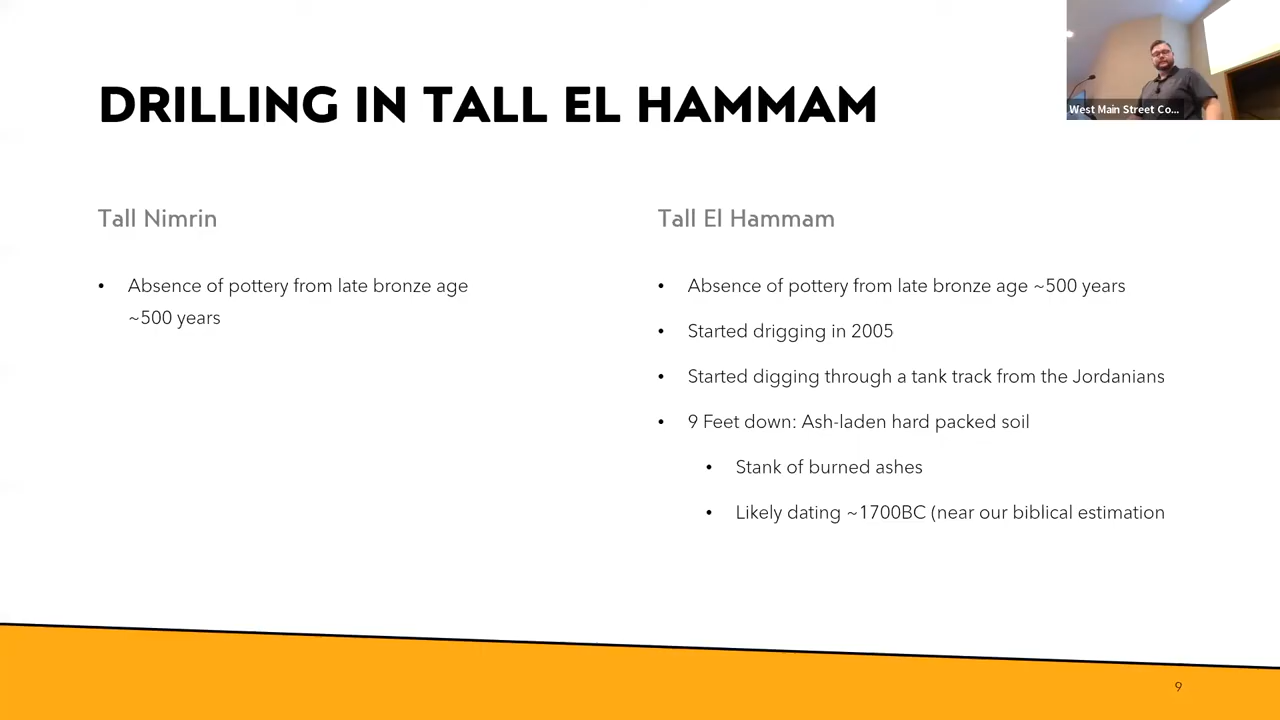 DRILLING IN TALL EL HAMMAM
West Main Street Co...
Tall Nimrin
• Absence of pottery from late bronze age
~500 years
Tall El Hammam
• Absence of pottery from late bronze age ~500 years
• Started drigging in 2005
• Started digging through a tank track from the Jordanians
• 9 Feet down: Ash-laden hard packed soil
• Stank of burned ashes
• Likely dating ~1700BC (near our biblical estimation
9